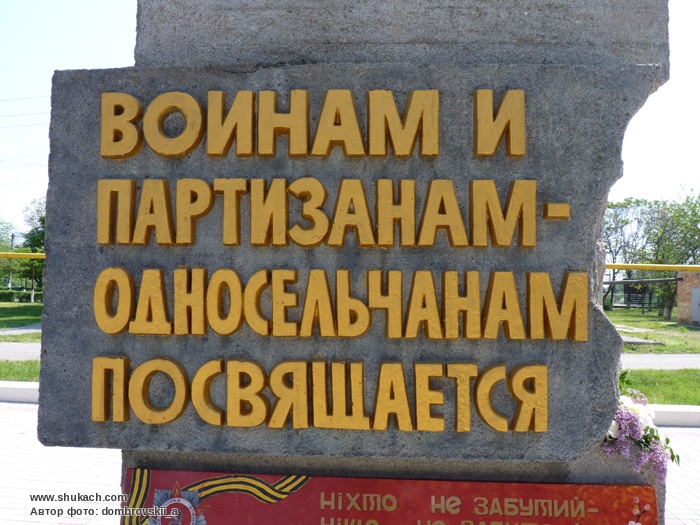 ВОИНАМ И
ПАРТИЗАНАМ-
ОДНОСЕЛЬЧАНАМ
ПОСВЯЩАЕТСЯ
НІХТО НЕ ЗАБУТИЙ-
www.shukach.com
Автор фото: dombrovskii_a